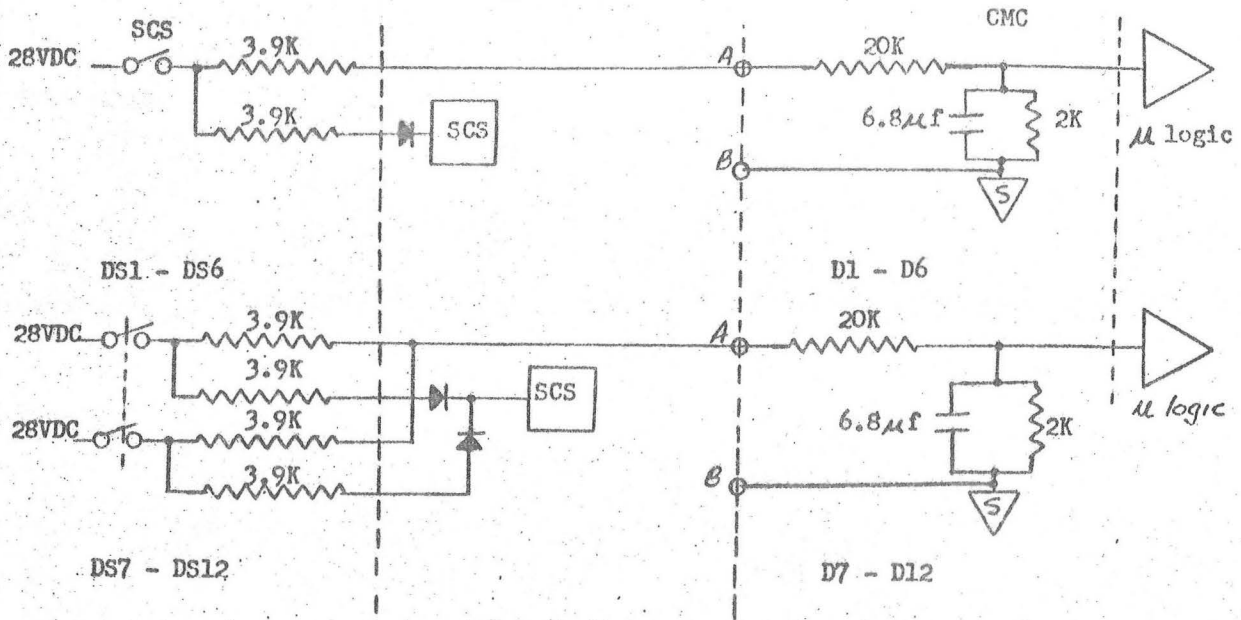 SCS
CMC
28VDC
3.9K
A
20K
3.9K
SCS
6.8μf
2K
μ logic
B
S
DS1 - DS6
D1 - D6
28VDC
3.9K
A
20K
3.9K
SCS
28VDC
3.9K
6.8μf
2K
μ logic
3.9K
B
S
DS7 - DS12
D7 - D12